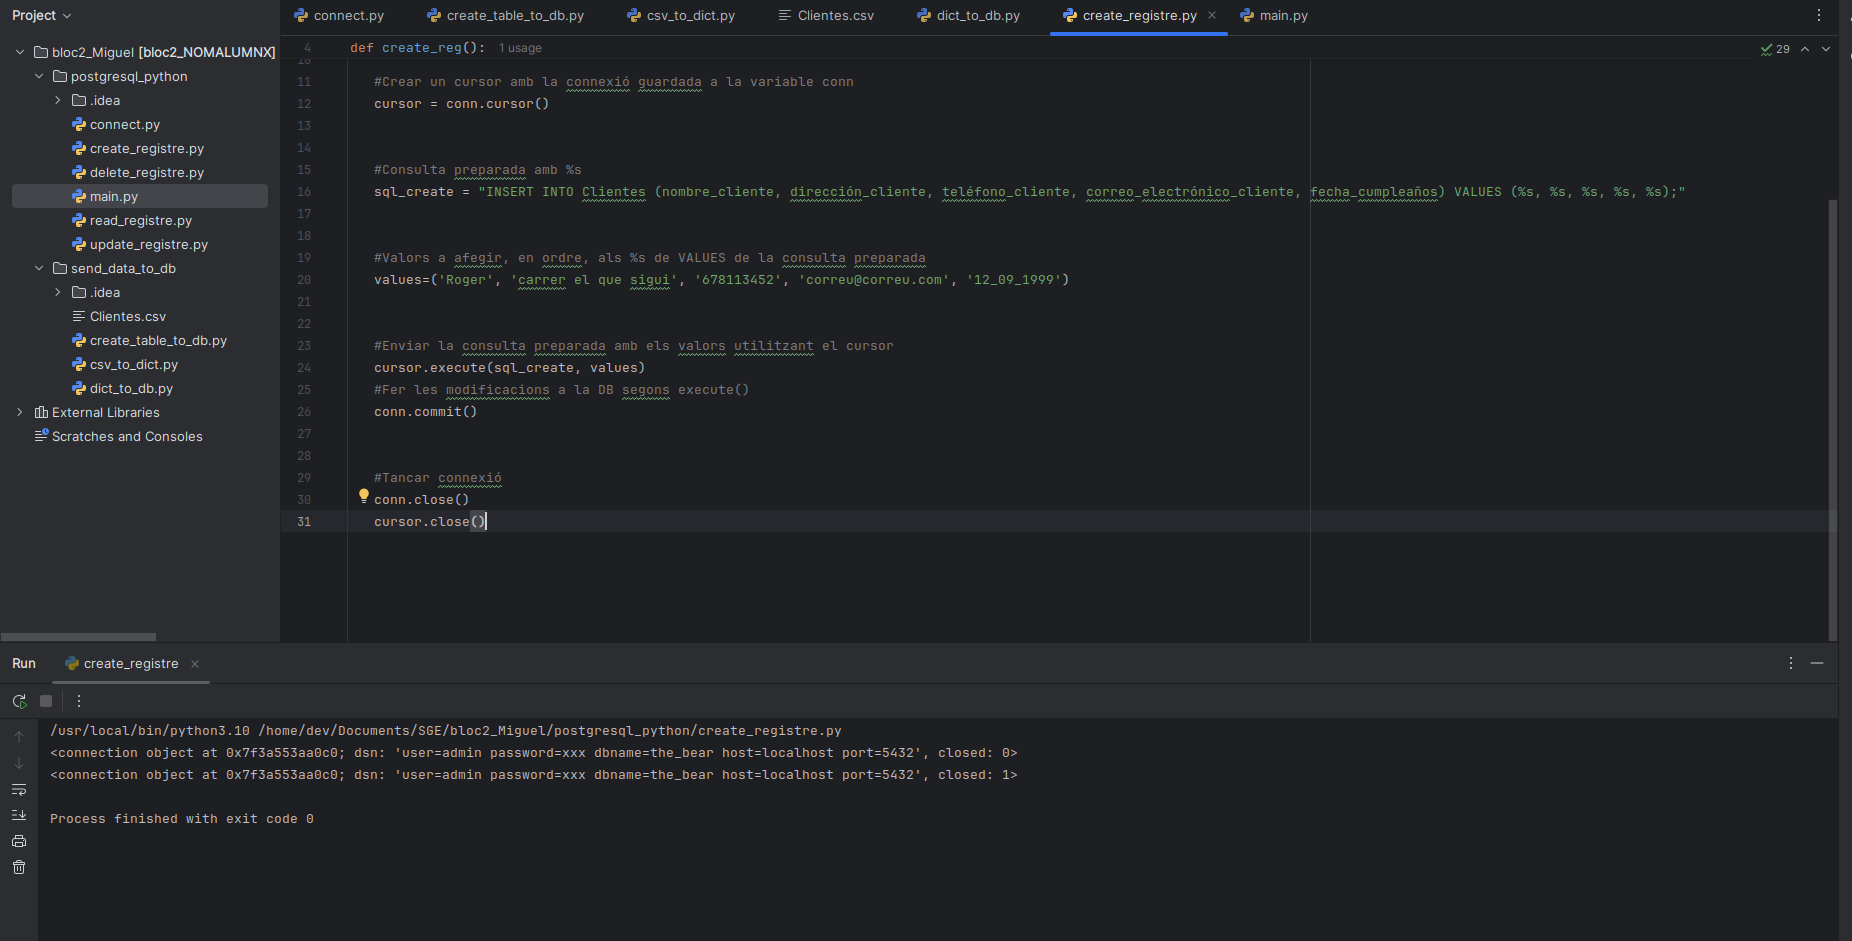 Project
connect.py
create_table_to_db.py
csv_to_dict.py
Clientes.csv
dict_to_db.py
create_registre.py
main.py
bloc2_Miguel [bloc2_NOMALUMNX]
postgresql_python
.idea
connect.py
create_registre.py
delete_registre.py
main.py
read_registre.py
update_registre.py
send_data_to_db
.idea
Clientes.csv
create_table_to_db.py
csv_to_dict.py
dict_to_db.py
External Libraries
Scratches and Consoles
4 def create_reg(): 1 usage
29
10
11 #Crear un cursor amb la connexió guardada a la variable conn
12 cursor = conn.cursor()
13
14
15 #Consulta preparada amb %s
16 sql_create = "INSERT INTO Clientes (nombre_cliente, dirección_cliente, teléfono_cliente, correo_electrónico_cliente, fecha_cumpleaños) VALUES (%s, %s, %s, %s, %s);"
17
18
19 #Valors a afegir, en ordre, als %s de VALUES de la consulta preparada
20 values=('Roger', 'carrer el que sigui', '678113452', 'correu@correu.com', '12_09_1999')
21
22
23 #Enviar la consulta preparada amb els valors utilitzant el cursor
24 cursor.execute(sql_create, values)
25 #Fer les modificacions a la DB segons execute()
26 conn.commit()
27
28
29 #Tancar connexió
30 conn.close()
31 cursor.close()
Run
create_registre
/usr/local/bin/python3.10 /home/dev/Documents/SGE/bloc2_Miguel/postgresql_python/create_registre.py
<connection object at 0x7f3a553aa0c0; dsn: 'user=admin password=xxx dbname=the_bear host=localhost port=5432', closed: 0>
<connection object at 0x7f3a553aa0c0; dsn: 'user=admin password=xxx dbname=the_bear host=localhost port=5432', closed: 1>
Process finished with exit code 0